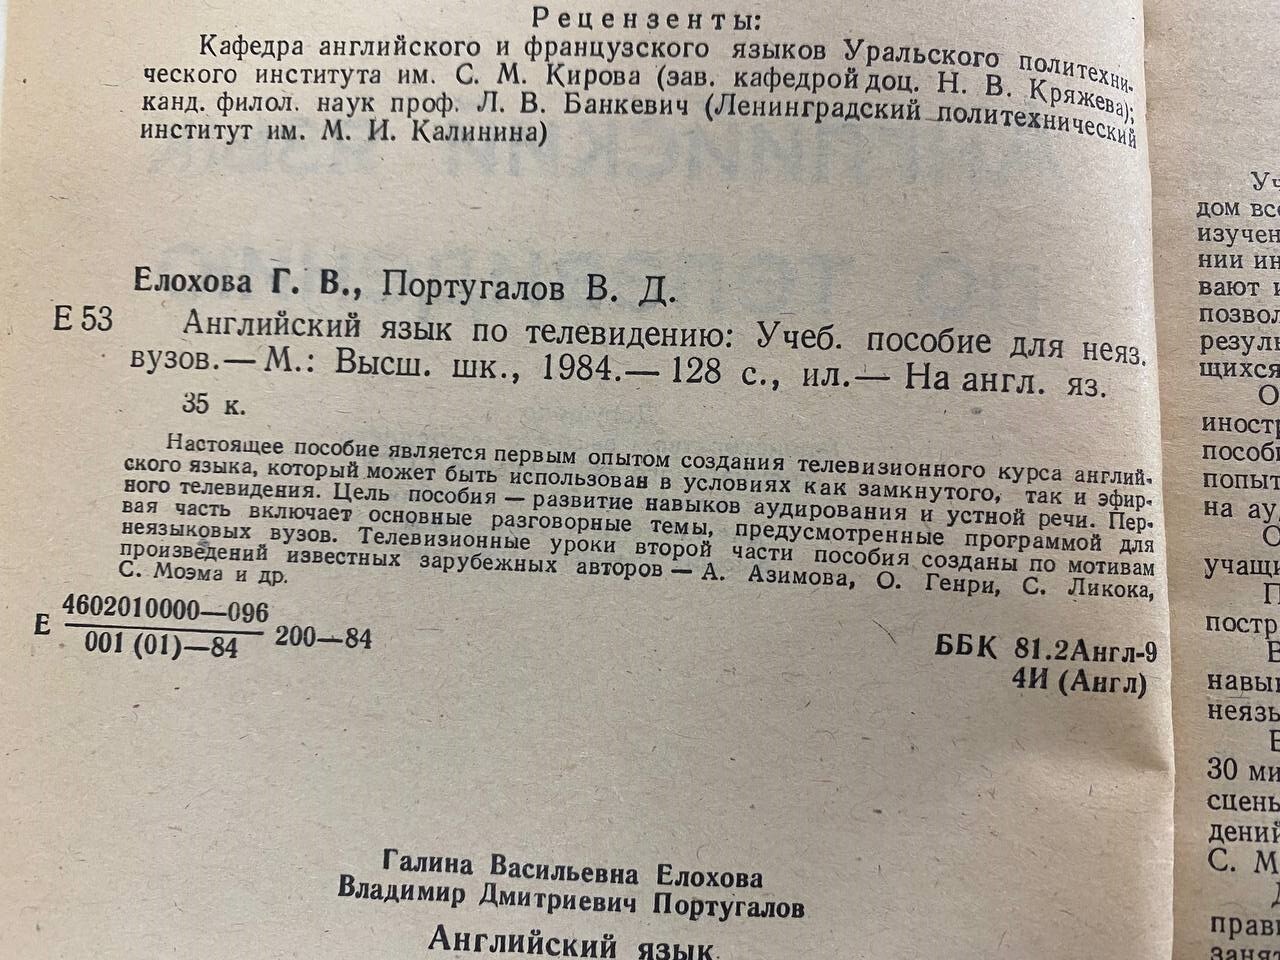 Рецензенты:
Кафедра английского и французского языков Уральского политехни-
ческого института им. С. М. Кирова (зав. кафедрой доц. Н. В. Кряжева);
канд. филол. наук проф. Л. В. Банкевич (Ленинградский политехнический
институт им. М. И. Калинина)
Елохова Г. В., Португалов В. Д.
Е 53 Английский язык по телевидению: Учеб. пособие для неяз.
вузов.— М.: Высш. шк., 1984.— 128 с., ил.— На англ. яз.
35 к.
Настоящее пособие является первым опытом создания телевизионного курса англий-
ского языка, который может быть использован в условиях как замкнутого, так и эфир-
ного телевидения. Цель пособия — развитие навыков аудирования и устной речи. Пер-
вая часть включает основные разговорные темы, предусмотренные программой для
неязыковых вузов. Телевизионные уроки второй части пособия созданы по мотивам
произведений известных зарубежных авторов — А. Азимова, О. Генри, С. Ликока,
С. Моэма и др.
Е 4602010000—096
001 (01)—84 200—84
ББК 81.2Англ-9
4И (Англ)
Галина Васильевна Елохова
Владимир Дмитриевич Португалов
Английский язык
дом
нии
вают
щихся
на
30
С.